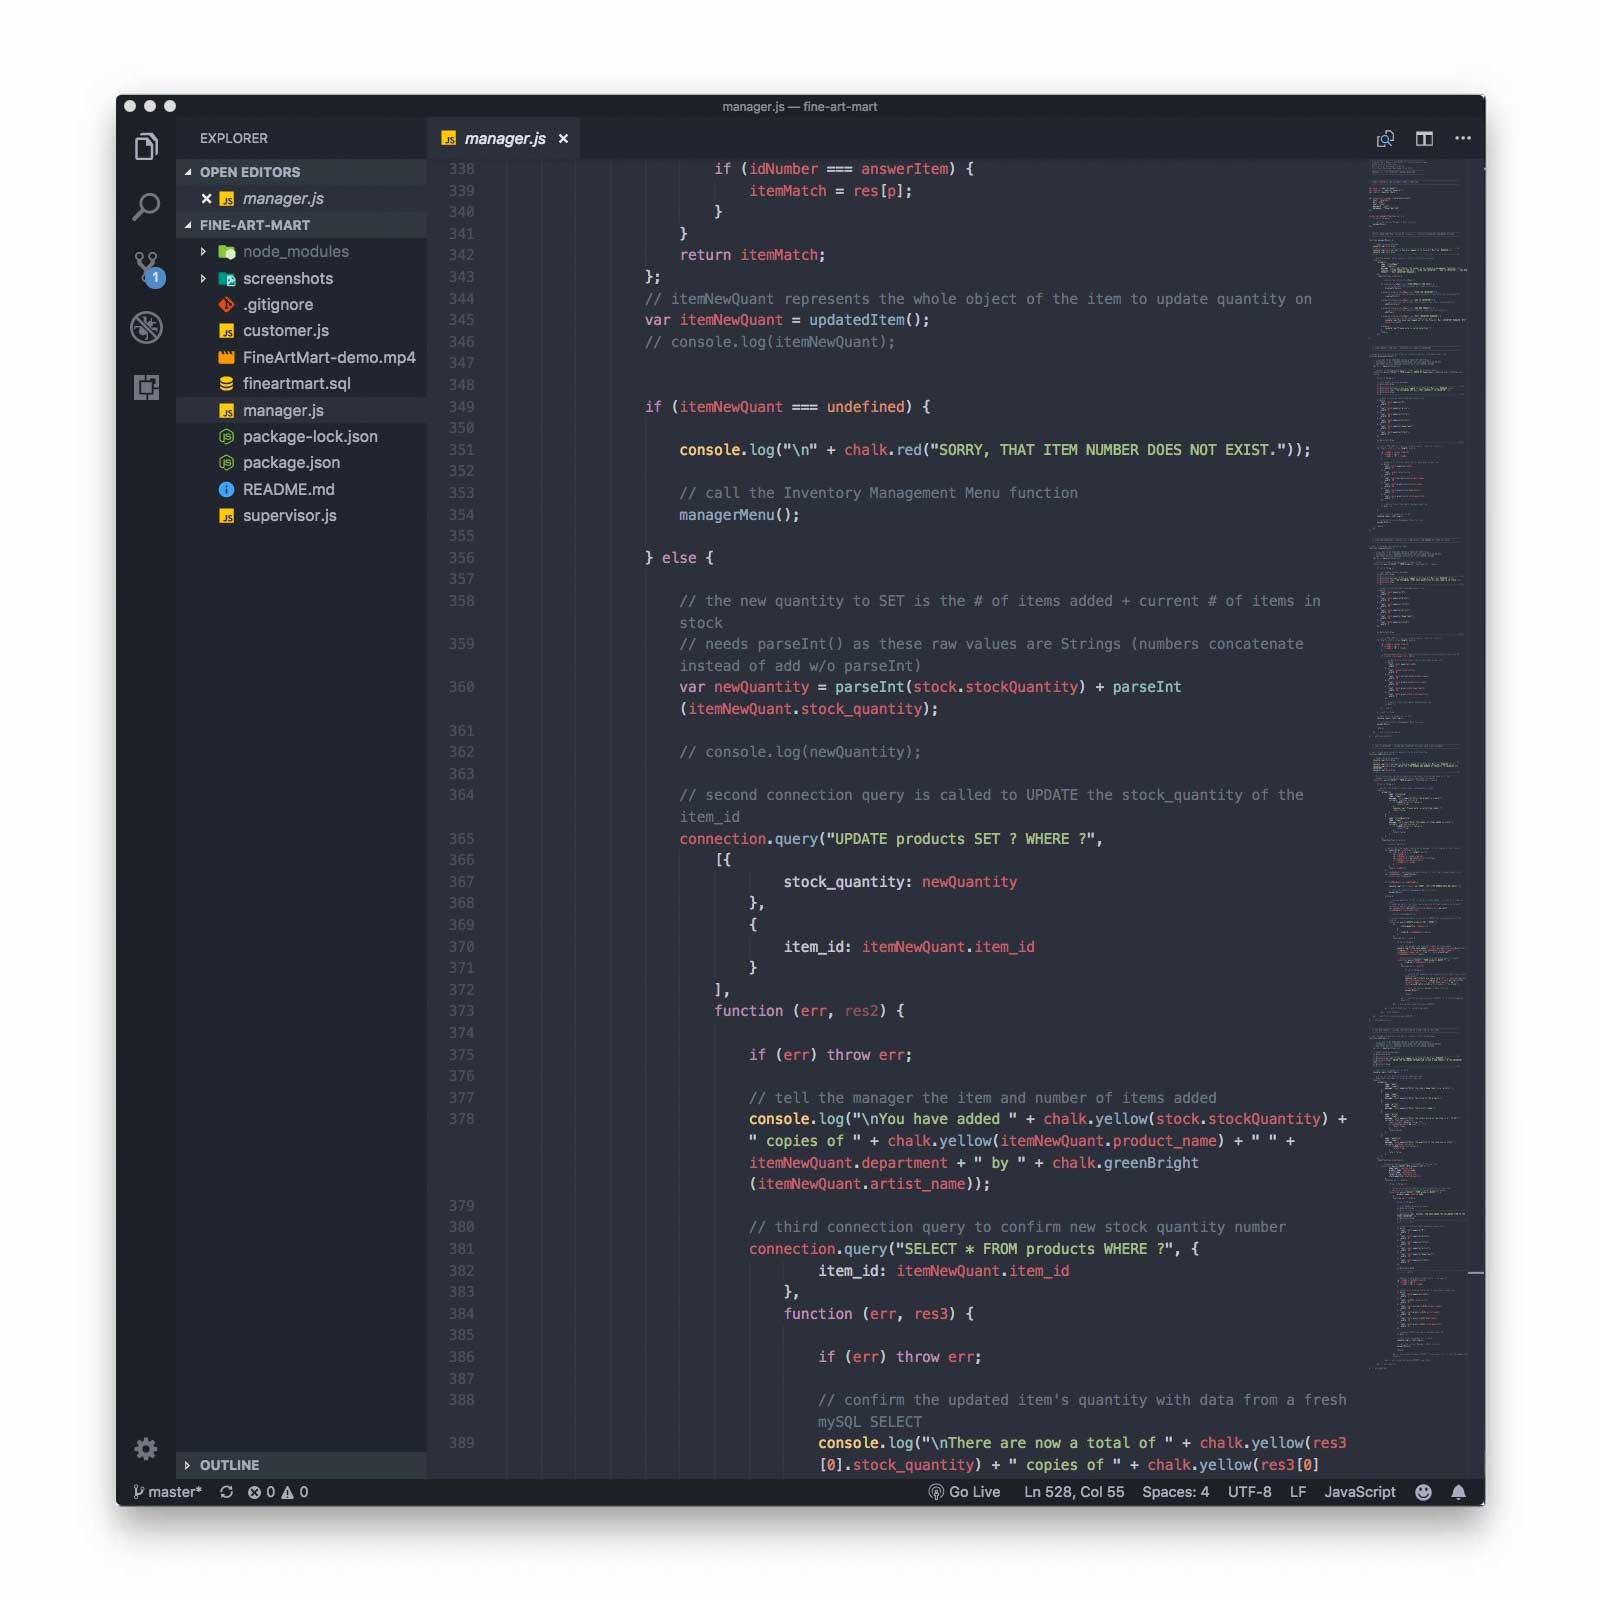 manager.js — fine-art-mart
EXPLORER
OPEN EDITORS
manager.js
FINE-ART-MART
node_modules
screenshots
.gitignore
customer.js
FineArtMart-demo.mp4
fineartmart.sql
manager.js
package-lock.json
package.json
README.md
supervisor.js
OUTLINE
1
manager.js
338 if (idNumber === answerItem) {
339 itemMatch = res[p];
340 }
341 }
342 return itemMatch;
343 };
344 // itemNewQuant represents the whole object of the item to update quantity on
345 var itemNewQuant = updatedItem();
346 // console.log(itemNewQuant);
347
348
349 if (itemNewQuant === undefined) {
350
351 console.log("\n" + chalk.red("SORRY, THAT ITEM NUMBER DOES NOT EXIST."));
352
353 // call the Inventory Management Menu function
354 managerMenu();
355
356 } else {
357
358 // the new quantity to SET is the # of items added + current # of items in
stock
359 // needs parseInt() as these raw values are Strings (numbers concatenate
instead of add w/o parseInt)
360 var newQuantity = parseInt(stock.stockQuantity) + parseInt
(itemNewQuant.stock_quantity);
361
362 // console.log(newQuantity);
363
364 // second connection query is called to UPDATE the stock_quantity of the
item_id
365 connection.query("UPDATE products SET ? WHERE ?",
366 [{
367 stock_quantity: newQuantity
368 },
369 {
370 item_id: itemNewQuant.item_id
371 }
372 ],
373 function (err, res2) {
374
375 if (err) throw err;
376
377 // tell the manager the item and number of items added
378 console.log("\nYou have added " + chalk.yellow(stock.stockQuantity) +
" copies of " + chalk.yellow(itemNewQuant.product_name) + " " +
itemNewQuant.department + " by " + chalk.greenBright
(itemNewQuant.artist_name));
379
380 // third connection query to confirm new stock quantity number
381 connection.query("SELECT * FROM products WHERE ?", {
382 item_id: itemNewQuant.item_id
383 },
384 function (err, res3) {
385
386 if (err) throw err;
387
388 // confirm the updated item's quantity with data from a fresh
mySQL SELECT
389 console.log("\nThere are now a total of " + chalk.yellow(res3
[0].stock_quantity) + " copies of " + chalk.yellow(res3[0]
master* 0 0 Go Live Ln 528, Col 55 Spaces: 4 UTF-8 LF JavaScript